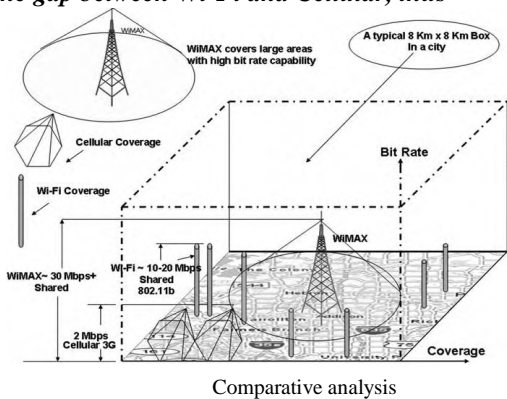 he gap between Wi-Fi and Cellular, thus
WiMAX
WiMAX covers large areas
with high bit rate capability
A typical 8 Km x 8 Km Box
In a city
Cellular Coverage
Bit Rate
Wi-Fi Coverage
WiMAX
WiMAX~ 30 Mbps+
Shared
Wi-Fi ~ 10-20 Mbps
Shared
802.11b
2 Mbps
Cellular 3G
The Colony
Coverage
Comparative analysis